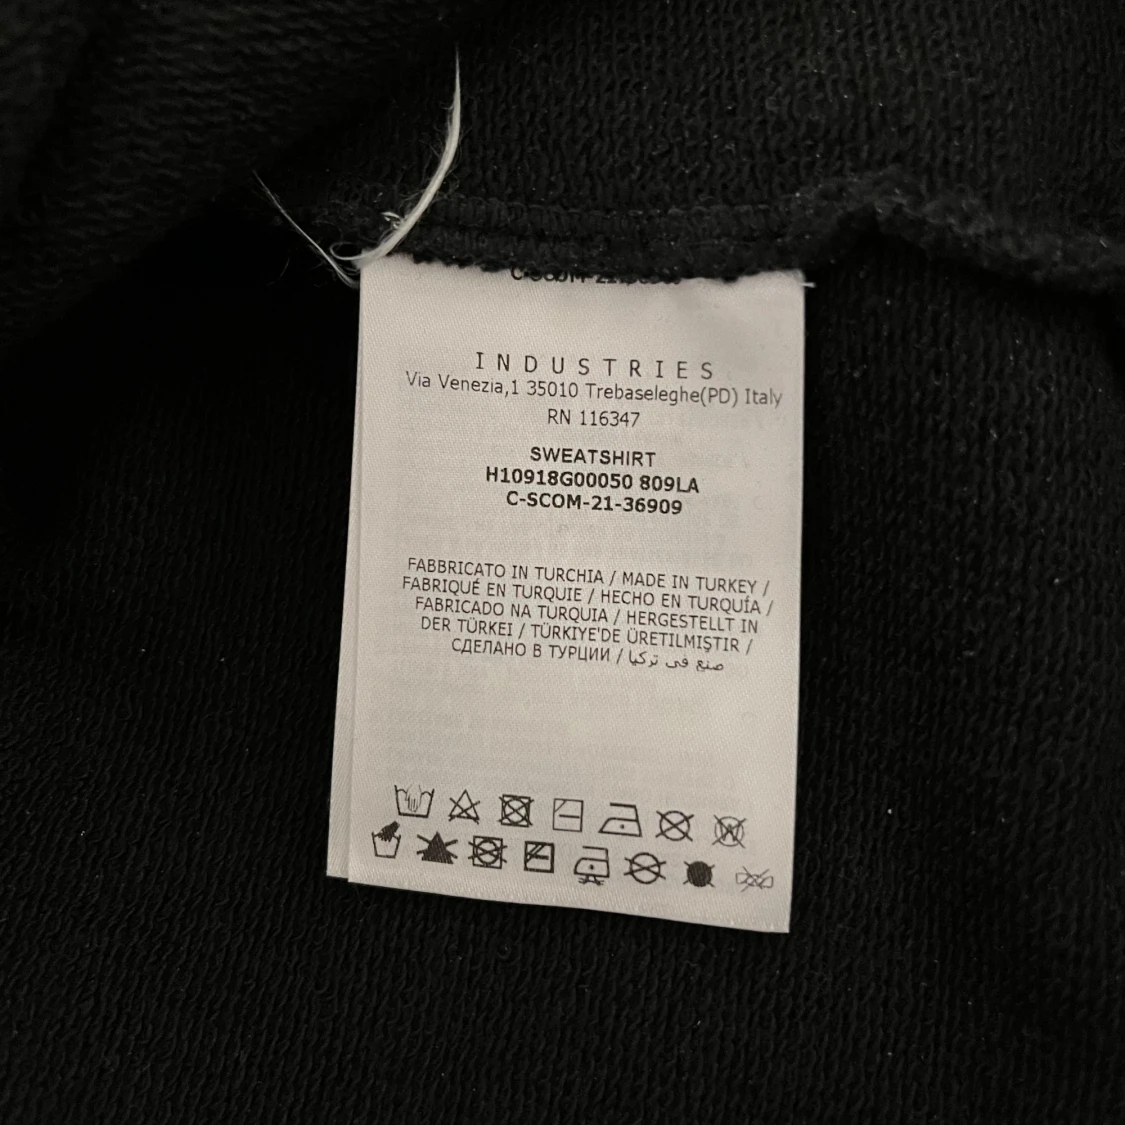 INDUSTRIES
Via Venezia,1 35010 Trebaseleghe(PD) Italy
RN 116347
SWEATSHIRT
H10918G00050 809LA
C-SCOM-21-36909
FABBRICATO IN TURCHIA / MADE IN TURKEY /
FABRIQUÉ EN TURQUIE / HECHO EN TURQUÍA /
FABRICADO NA TURQUIA / HERGESTELLT IN
DER TÜRKEI / TÜRKIYE'DE ÜRETILMIŞTIR /
СДЕЛАНО В ТУРЦИИ / صنع في تركيا